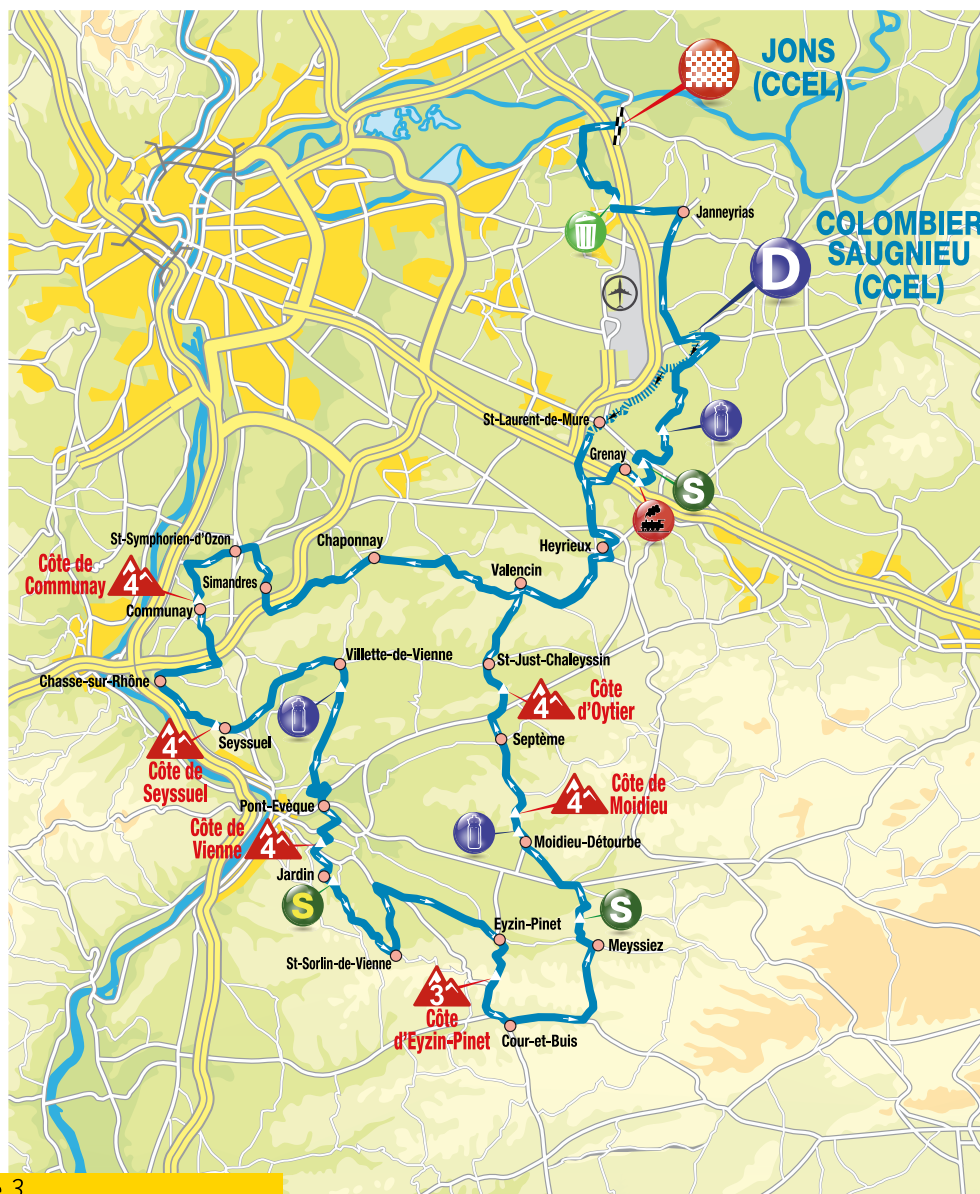 JONS
(CCEL)
Janneyrias
COLOMBIER
SAUGNIEU
(CCEL)
D
St-Laurent-de-Mure
Grenay
S
St-Symphorien-d'Ozon
Chaponnay
Heyrieux
Côte de
Communay
4
Simandres
Valencin
Communay
Villette-de-Vienne
St-Just-Chaleyssin
Chasse-sur-Rhône
4
Côte
d'Oytier
Seyssuel
Septème
4
Côte de
Seyssuel
4
Côte de
Moidieu
Pont-Evèque
Côte de
Vienne
4
Moidieu-Détourbe
Jardin
S
S
Eyzin-Pinet
Meyssiez
St-Sorlin-de-Vienne
3
Côte
d'Eyzin-Pinet
Cour-et-Buis
3